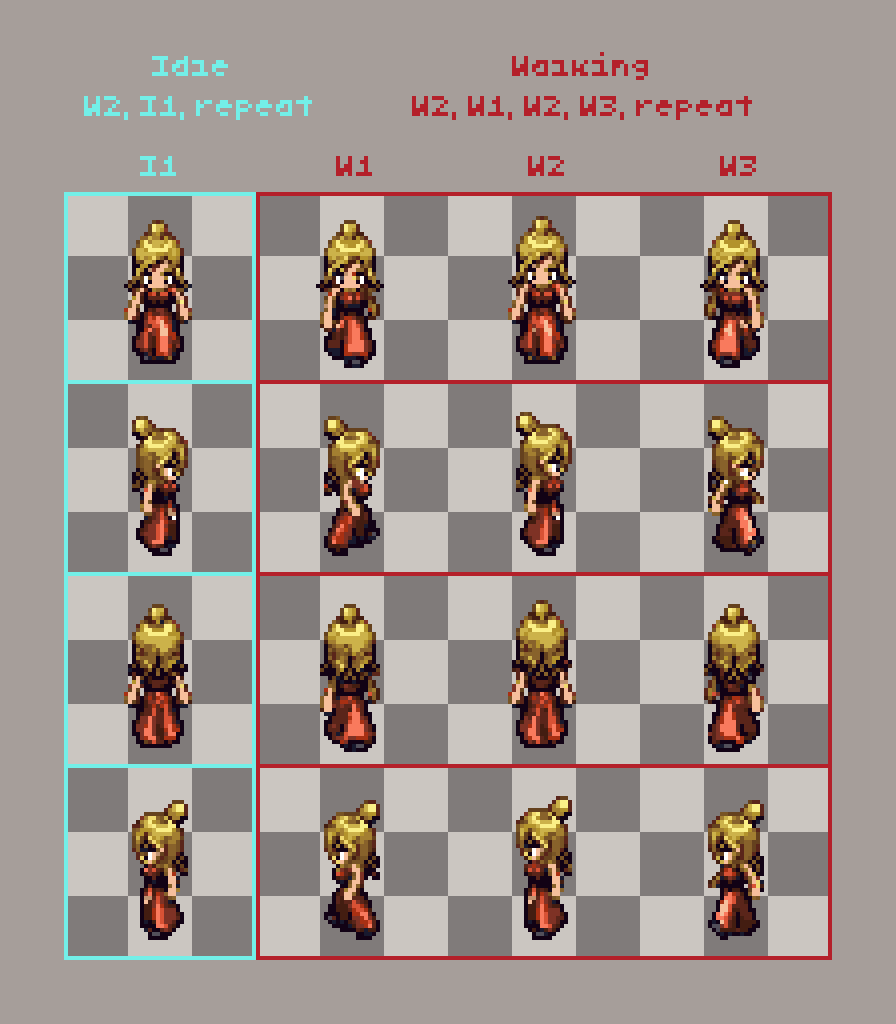 Idle
Walking
W2, I1, repeat
W2, W1, W2, W3, repeat
I1
W1
W2
W3